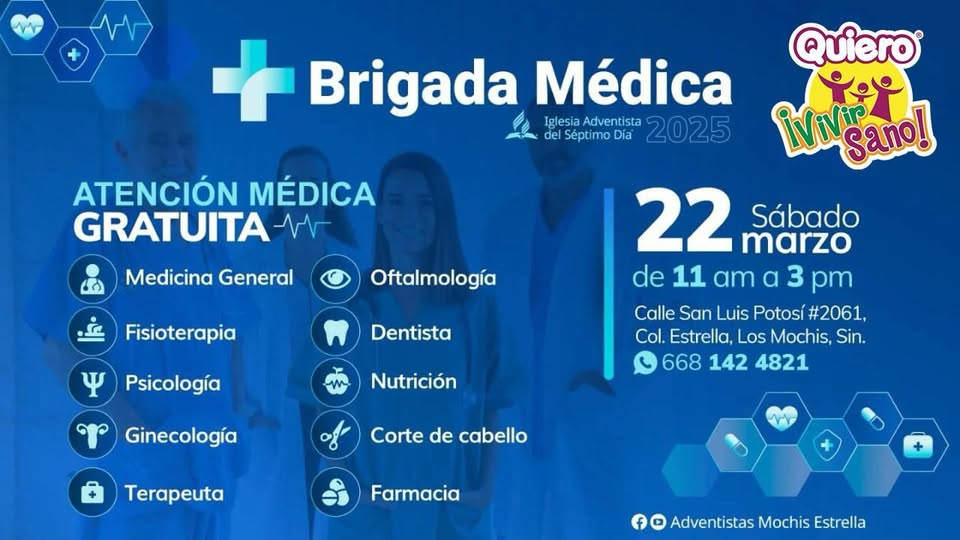 Brigada Médica
Iglesia Adventista
del Séptimo Día
2025
Quiero
¡Vivir
Sano!
ATENCIÓN MÉDICA
GRATUITA
Medicina General
Fisioterapia
Psicología
Ginecología
Terapeuta
Oftalmología
Dentista
Nutrición
Corte de cabello
Farmacia
22 Sábado
marzo
de 11 am a 3 pm
Calle San Luis Potosí #2061,
Col. Estrella, Los Mochis, Sin.
668 142 4821
Adventistas Mochis Estrella